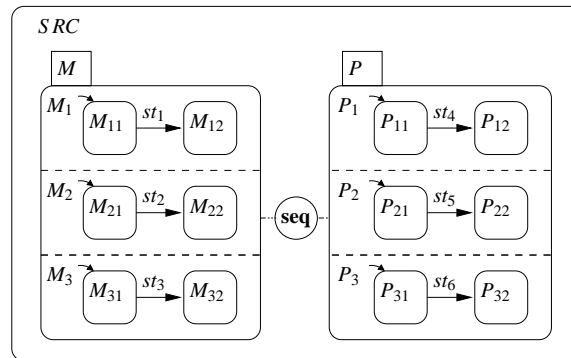 SRC
M P
M₁ M₁₁ st₁ M₁₂ P₁ P₁₁ st₄ P₁₂
M₂ M₂₁ st₂ M₂₂ seq P₂ P₂₁ st₅ P₂₂
M₃ M₃₁ st₃ M₃₂ P₃ P₃₁ st₆ P₃₂